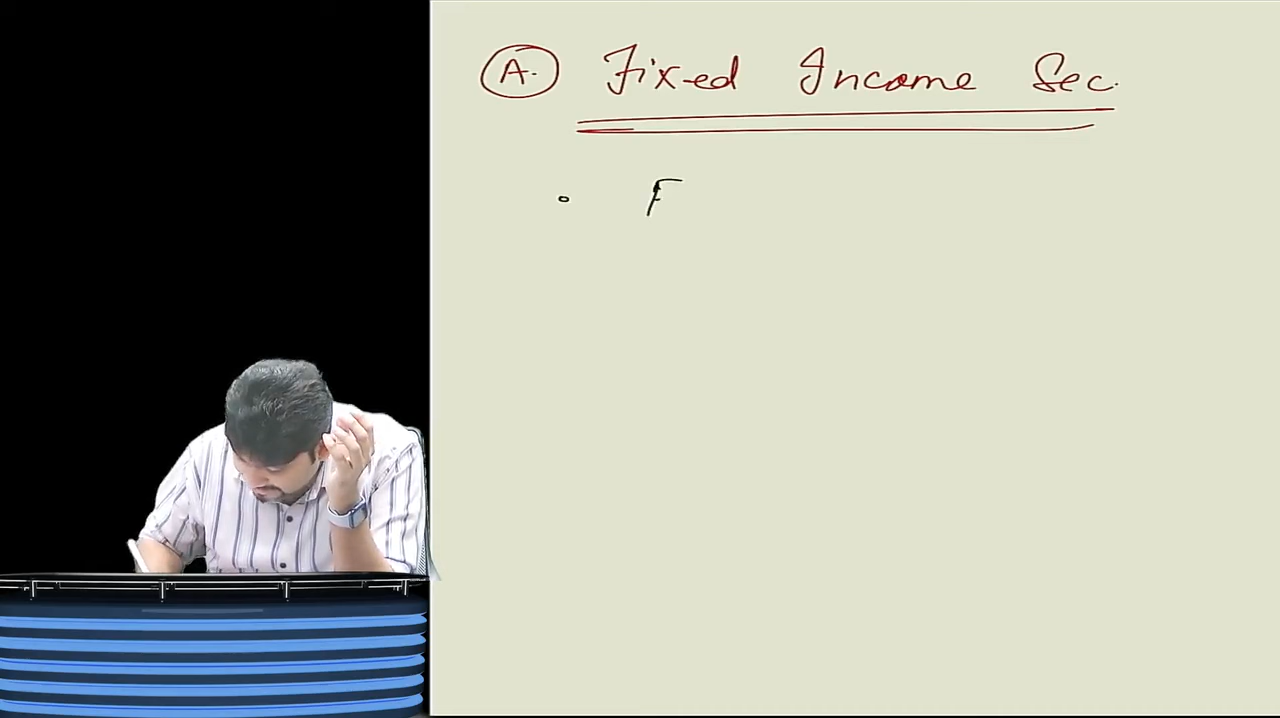 A. Fixed Income Sec.
• F